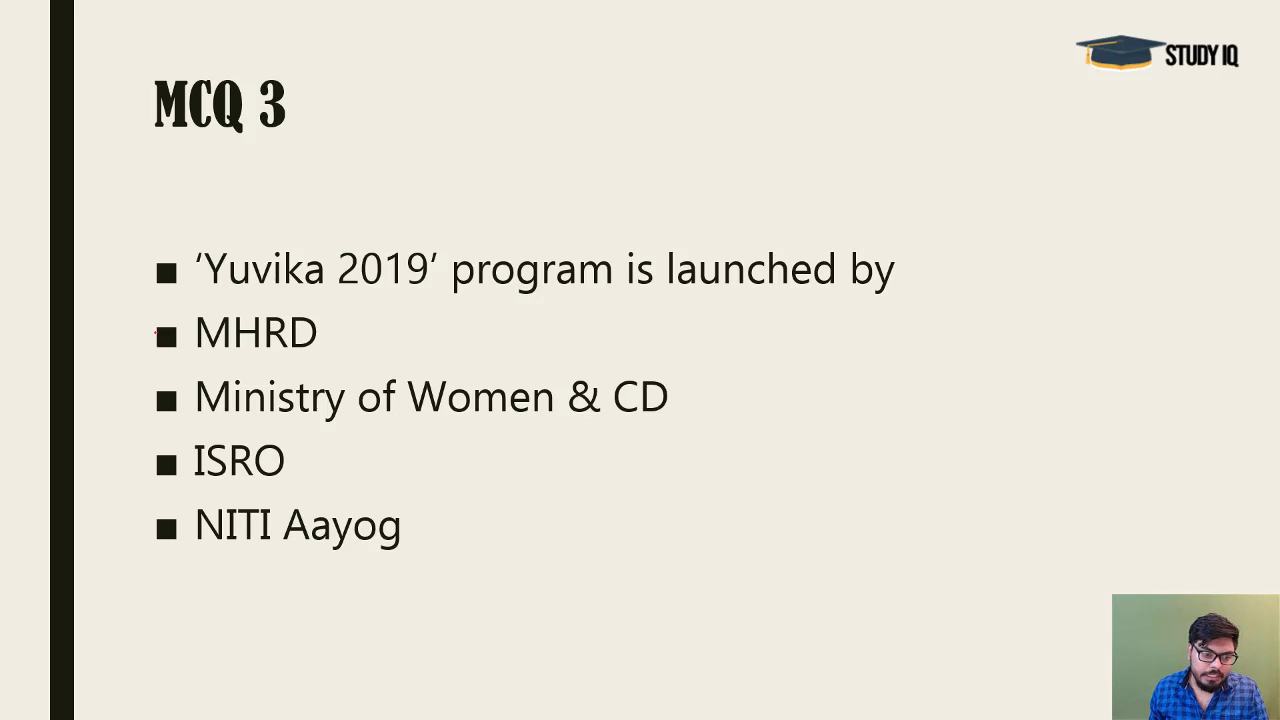 STUDY IQ
MCQ 3
■ ‘Yuvika 2019’ program is launched by
■ MHRD
■ Ministry of Women & CD
■ ISRO
■ NITI Aayog